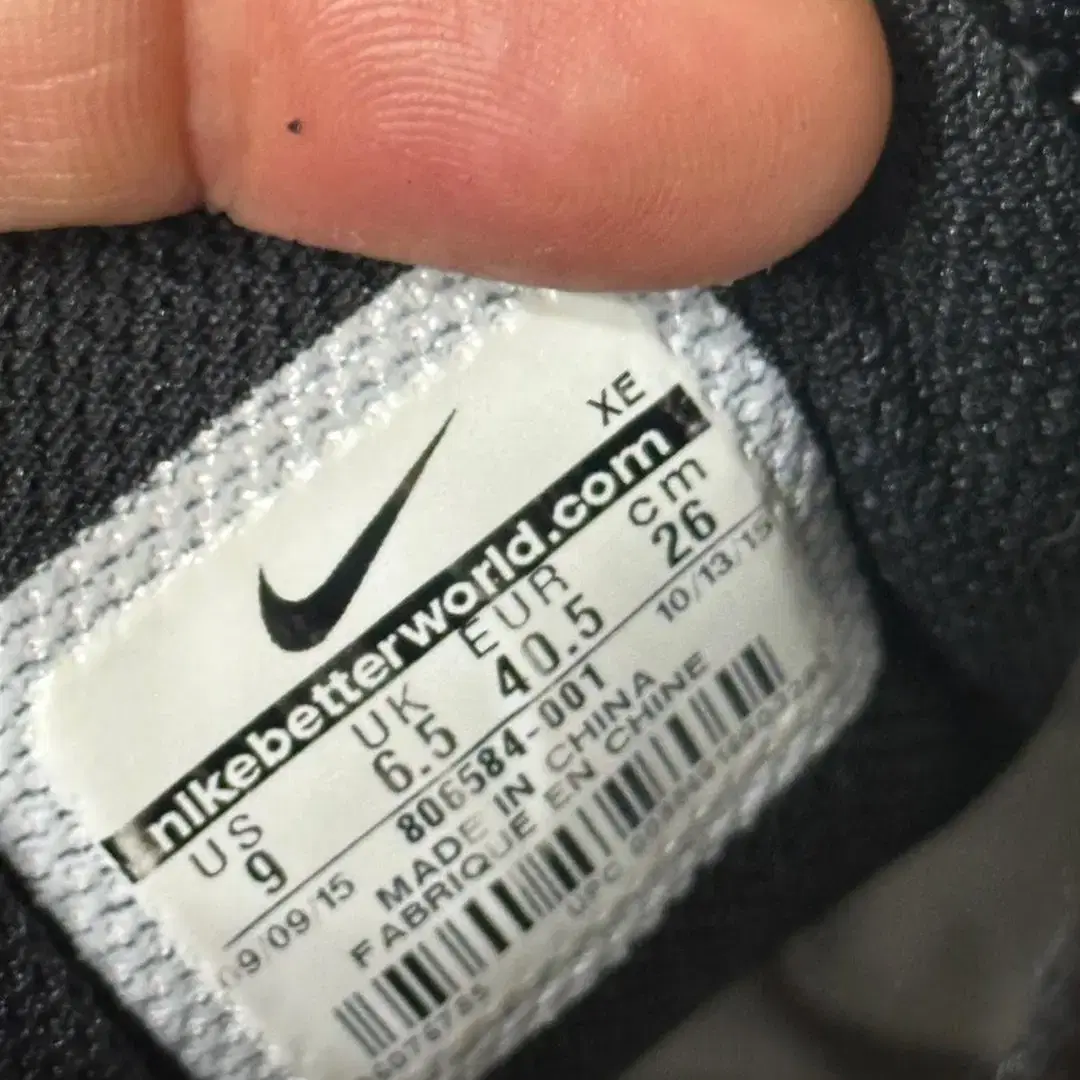 XE
nikebetterworld.com
US UK EUR cm
9 6.5 40.5 26
09/09/15 806584-001 10/13/15
MADE IN CHINA
FABRIQUE EN CHINE
UPC